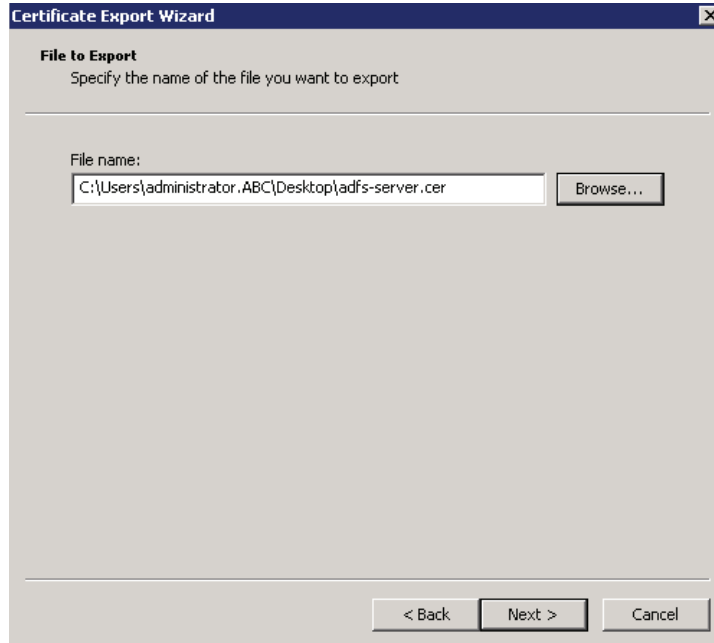 Certificate Export Wizard
File to Export
Specify the name of the file you want to export
File name:
C:\Users\administrator.ABC\Desktop\adfs-server.cer
Browse...
< Back
Next >
Cancel